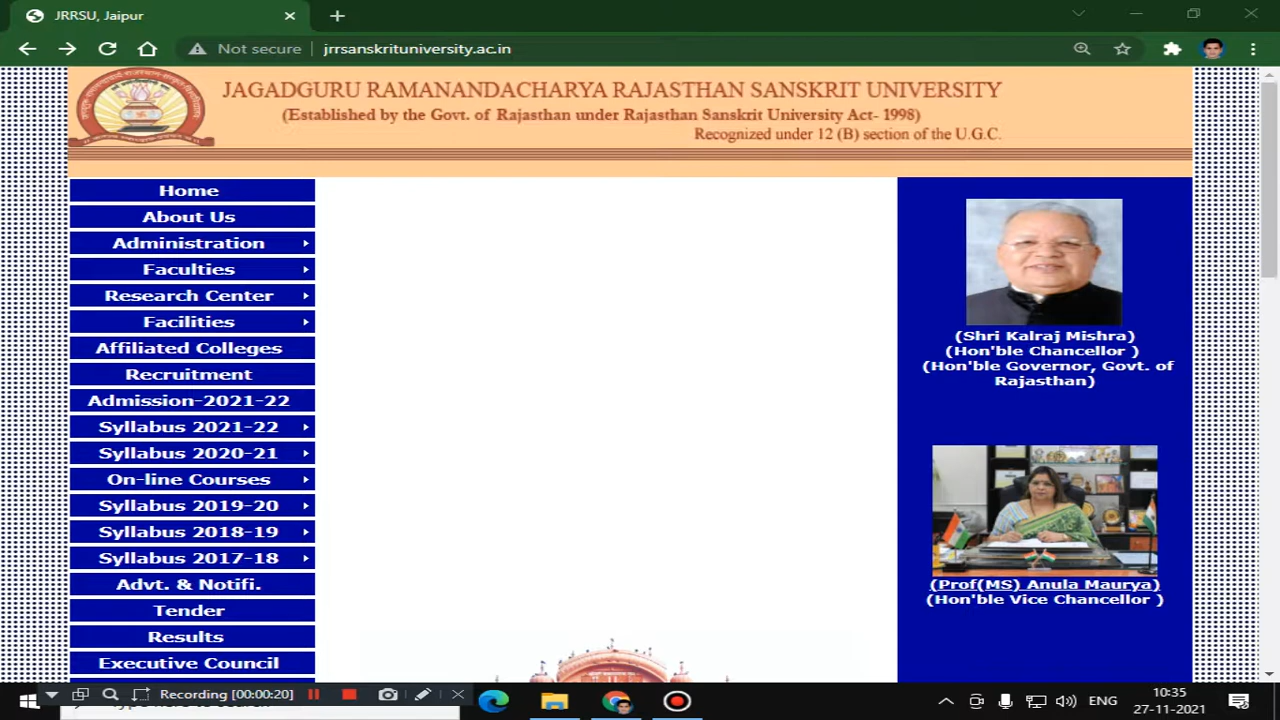 JRRSU, Jaipur
Not secure
jrrsanskrituniversity.ac.in
JAGADGURU RAMANANDACHARYA RAJASTHAN SANSKRIT UNIVERSITY
(Established by the Govt. of Rajasthan under Rajasthan Sanskrit University Act- 1998)
Recognized under 12 (B) section of the U.G.C.
Home
About Us
Administration
Faculties
Research Center
Facilities
Affiliated Colleges
Recruitment
Admission-2021-22
Syllabus 2021-22
Syllabus 2020-21
On-line Courses
Syllabus 2019-20
Syllabus 2018-19
Syllabus 2017-18
Advt. & Notifi.
Tender
Results
Executive Council
(Shri Kalraj Mishra)
(Hon'ble Chancellor )
(Hon'ble Governor, Govt. of
Rajasthan)
(Prof(MS) Anula Maurya)
(Hon'ble Vice Chancellor )
Recording [00:00:20]
Type here to search
ENG
10:35
27-11-2021